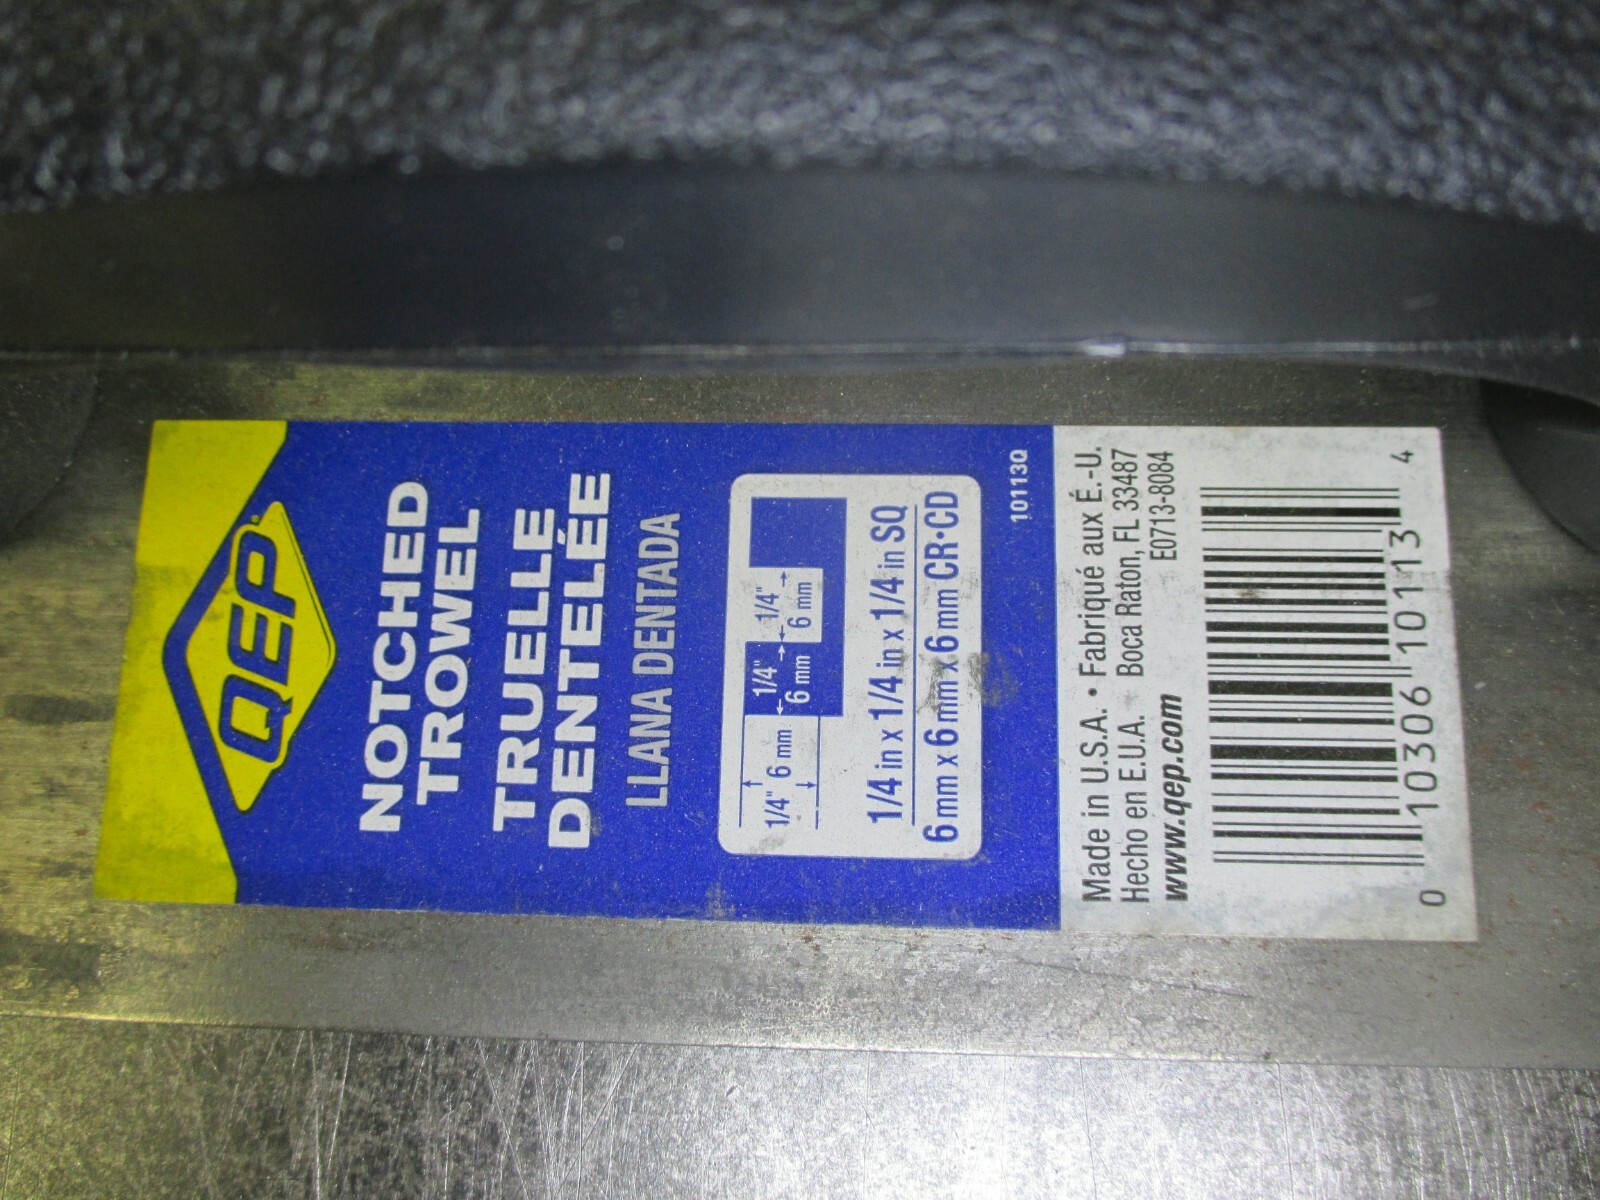 QEP
NOTCHED
TROWEL
TRUELLE
DENTELÉE
LLANA DENTADA
1/4" 6 mm
1/4"
6 mm
1/4"
6 mm
1/4 in x 1/4 in x 1/4 in SQ
6 mm x 6 mm x 6 mm CR·CD
10113Q
Made in U.S.A. • Fabriqué aux É.-U.
Hecho en E.U.A. Boca Raton, FL 33487
www.qep.com E0713-8084
0 10306 10113 4